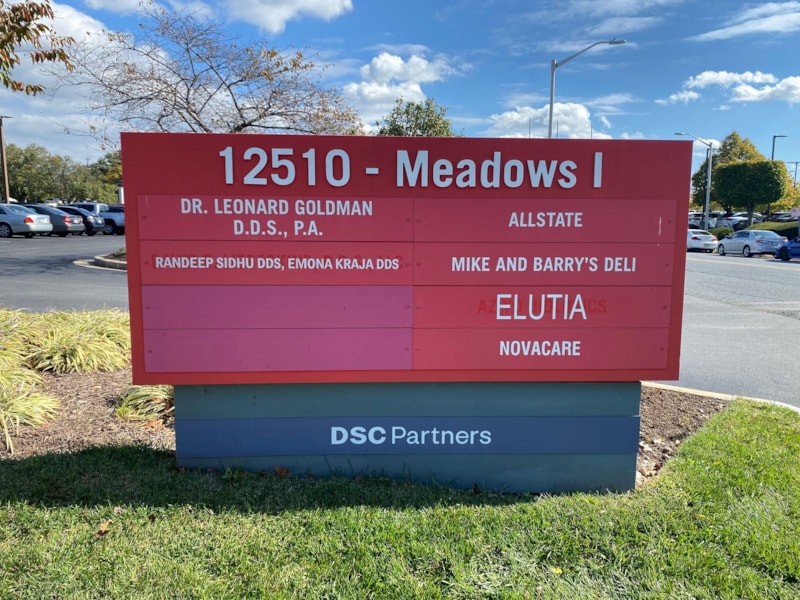 12510 - Meadows I
DR. LEONARD GOLDMAN
D.D.S., P.A.
ALLSTATE
RANDEEP SIDHU DDS, EMONA KRAJA DDS
MIKE AND BARRY'S DELI
ELUTIA
NOVACARE
DSC Partners